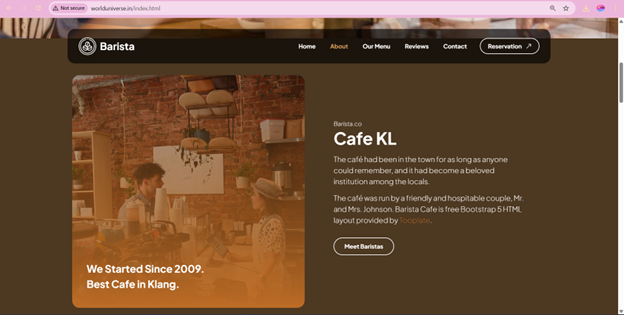 Not secure worlduniverse.in/index.html
Barista
Home About Our Menu Reviews Contact Reservation
Barista.co
Cafe KL
The café had been in the town for as long as anyone
could remember, and it had become a beloved
institution among the locals.
The café was run by a friendly and hospitable couple, Mr.
and Mrs. Johnson. Barista Cafe is free Bootstrap 5 HTML
layout provided by Tooplate.
Meet Baristas
We Started Since 2009.
Best Cafe in Klang.